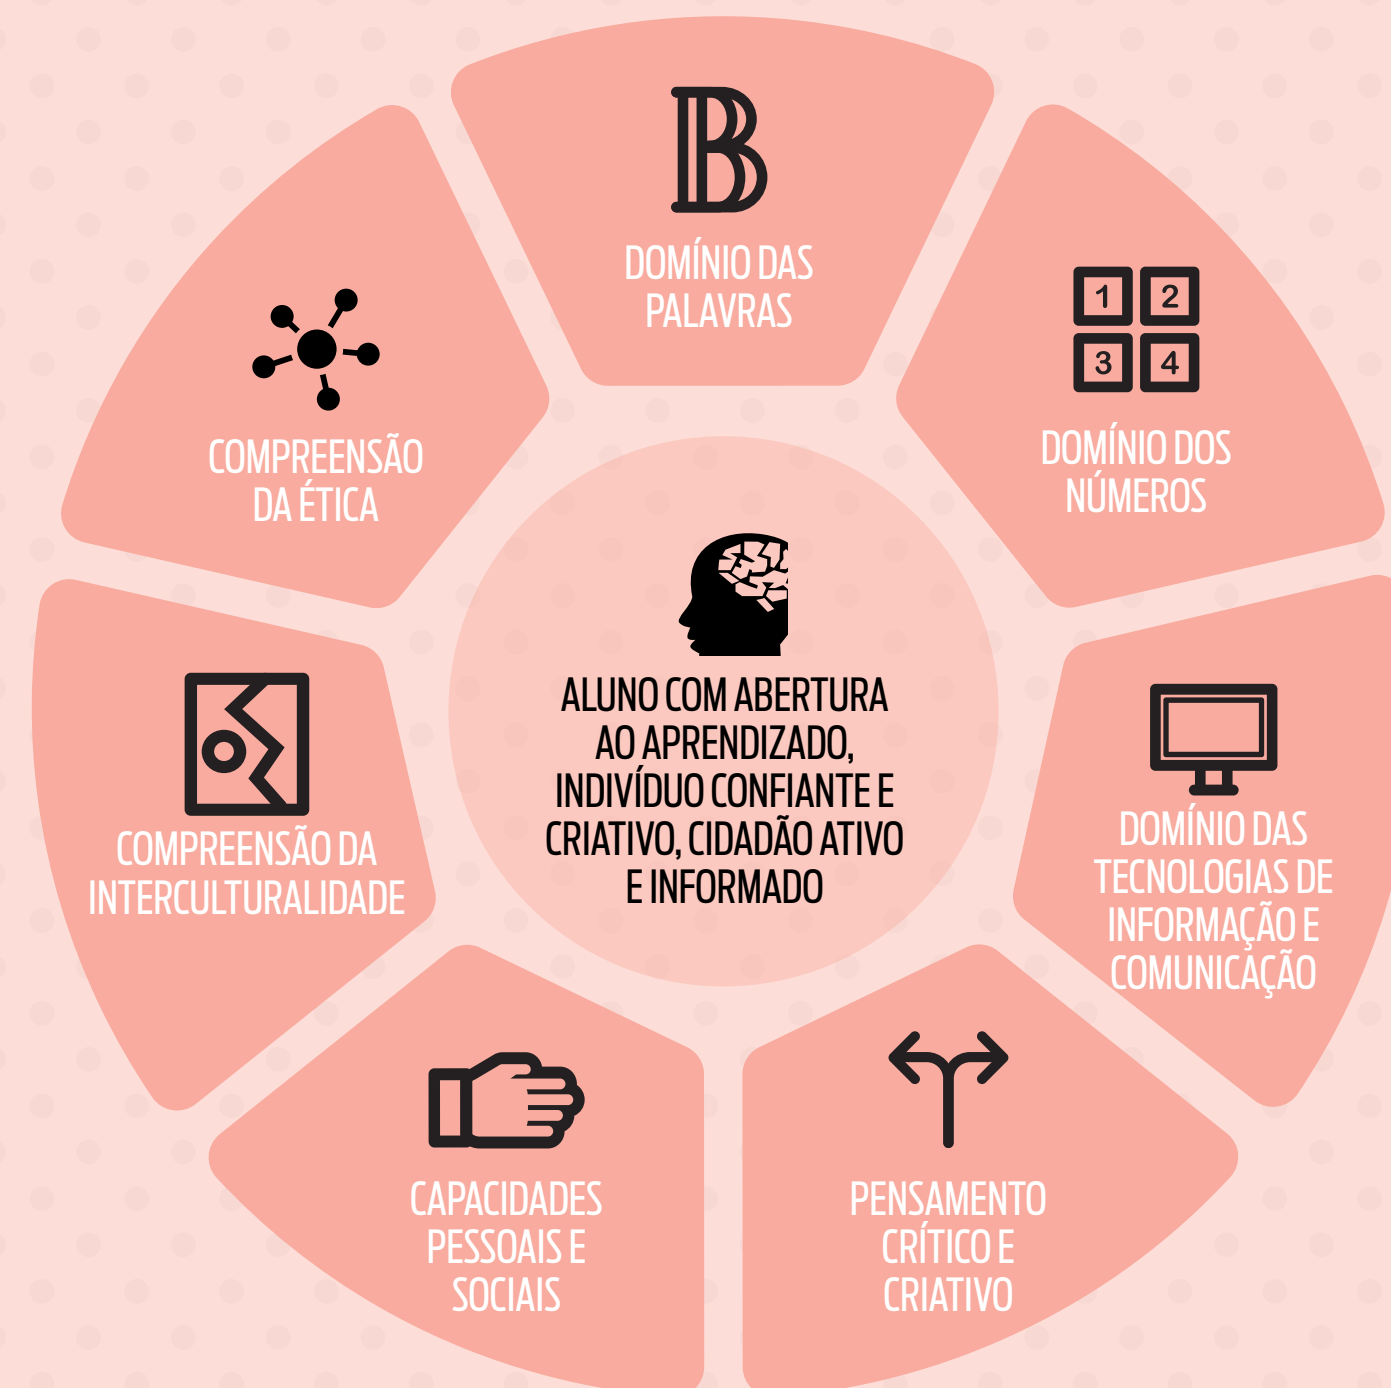 B
DOMÍNIO DAS
PALAVRAS
1 2
3 4
DOMÍNIO DOS
NÚMEROS
DOMÍNIO DAS
TECNOLOGIAS DE
INFORMAÇÃO E
COMUNICAÇÃO
PENSAMENTO
CRÍTICO E
CRIATIVO
CAPACIDADES
PESSOAIS E
SOCIAIS
COMPREENSÃO DA
INTERCULTURALIDADE
COMPREENSÃO
DA ÉTICA
ALUNO COM ABERTURA
AO APRENDIZADO,
INDIVÍDUO CONFIANTE E
CRIATIVO, CIDADÃO ATIVO
E INFORMADO